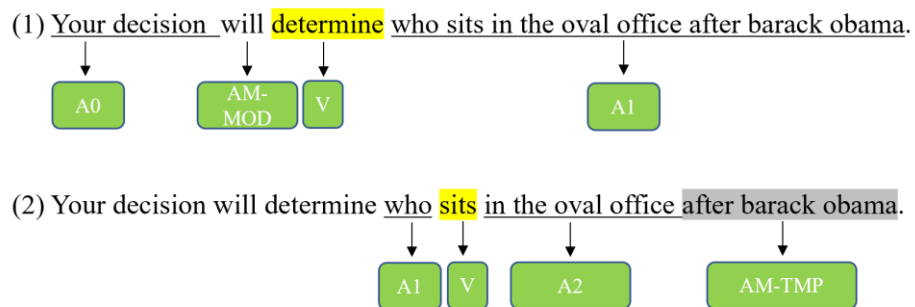 (1) Your decision will determine who sits in the oval office after barack obama.
A0 AM-MOD V A1
(2) Your decision will determine who sits in the oval office after barack obama.
A1 V A2 AM-TMP